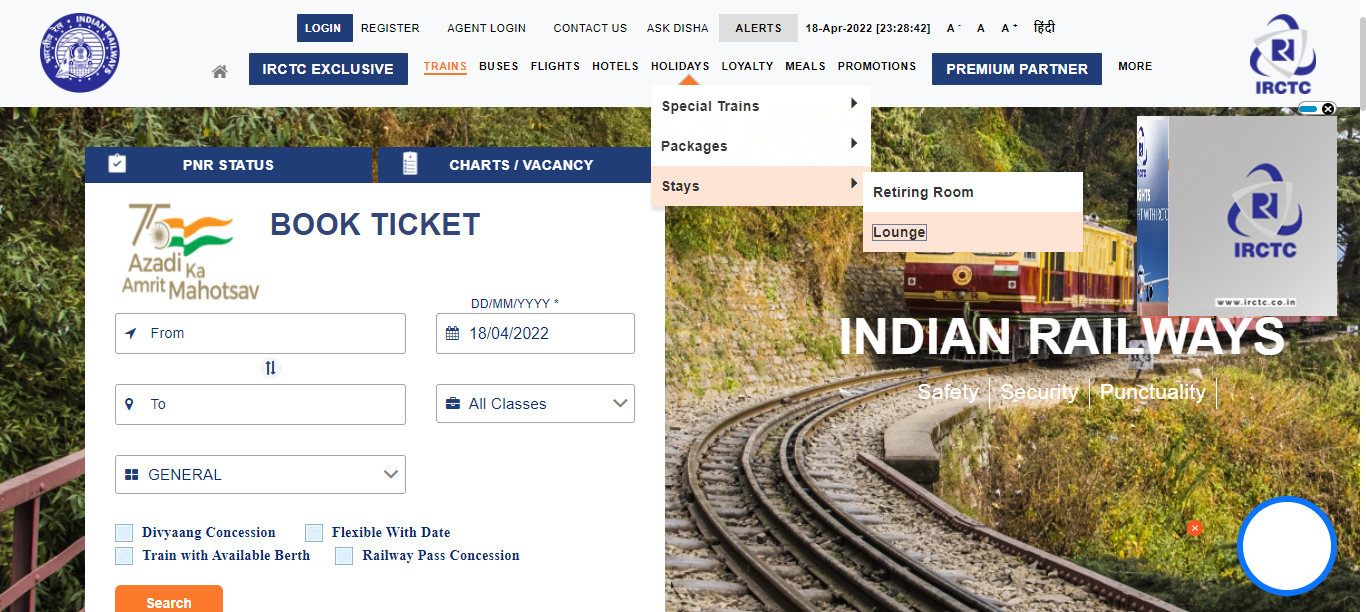 LOGIN REGISTER AGENT LOGIN CONTACT US ASK DISHA ALERTS 18-Apr-2022 [23:28:42] A- A A+ हिंदी
INDIAN RAILWAYS
भारतीय रेल
IRCTC EXCLUSIVE TRAINS BUSES FLIGHTS HOTELS HOLIDAYS LOYALTY MEALS PROMOTIONS PREMIUM PARTNER MORE
IRCTC
Special Trains
Packages
Stays
Retiring Room
Lounge
PNR STATUS CHARTS / VACANCY
75
Azadi Ka
Amrit Mahotsav
BOOK TICKET
DD/MM/YYYY *
From 18/04/2022
To All Classes
GENERAL
Divyaang Concession Flexible With Date
Train with Available Berth Railway Pass Concession
Search
IRCTC
www.irctc.co.in
INDIAN RAILWAYS
Safety Security Punctuality